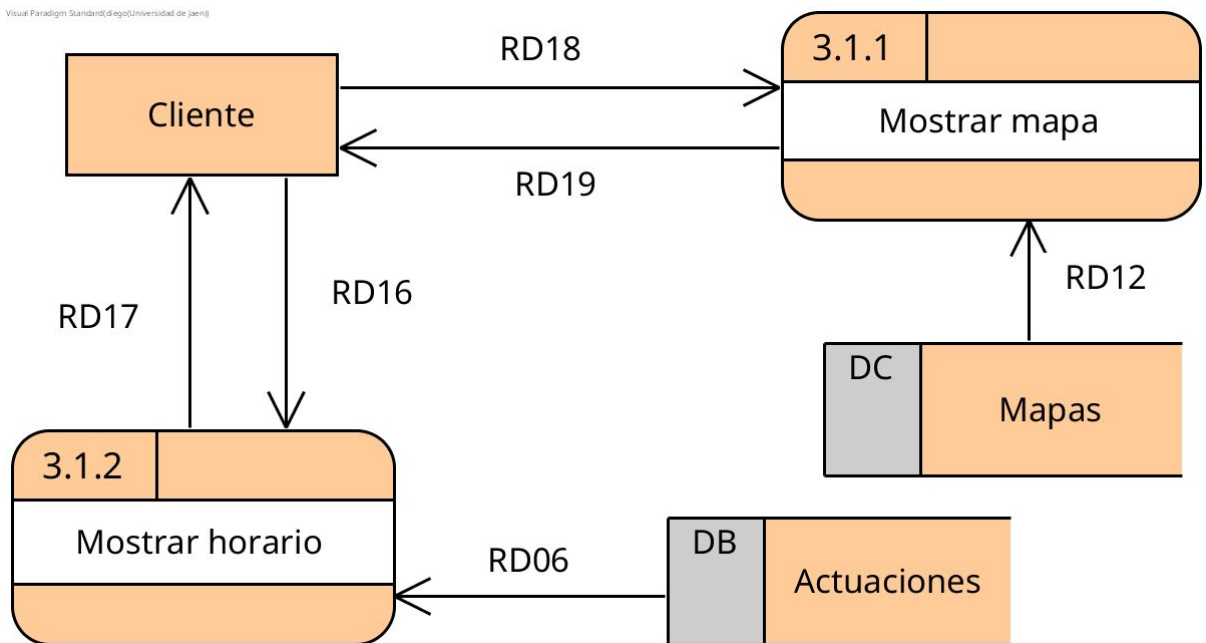 Visual Paradigm Standard(diego(Universidad de Jaen))
RD18
3.1.1
Cliente
Mostrar mapa
RD19
RD17
RD16
RD12
DC
Mapas
3.1.2
Mostrar horario
RD06
DB
Actuaciones